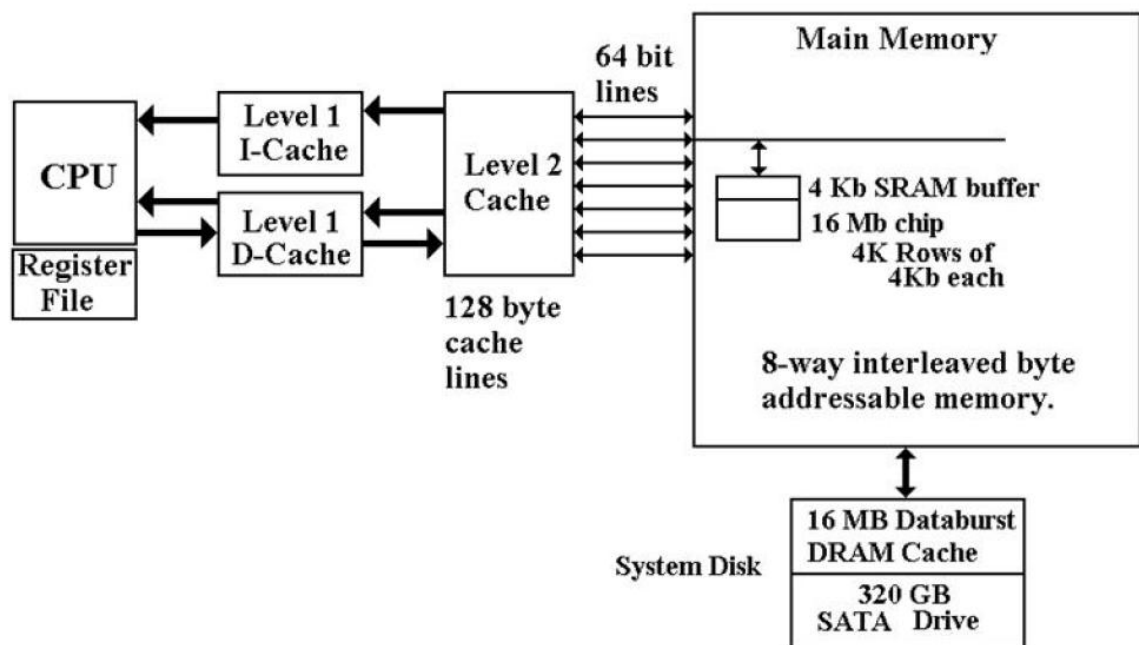 Main Memory
64 bit
lines
Level 1
I-Cache
CPU
Level 2
Cache
4 Kb SRAM buffer
16 Mb chip
4K Rows of
4Kb each
Level 1
D-Cache
Register
File
128 byte
cache
lines
8-way interleaved byte
addressable memory.
System Disk
16 MB Databurst
DRAM Cache
320 GB
SATA Drive